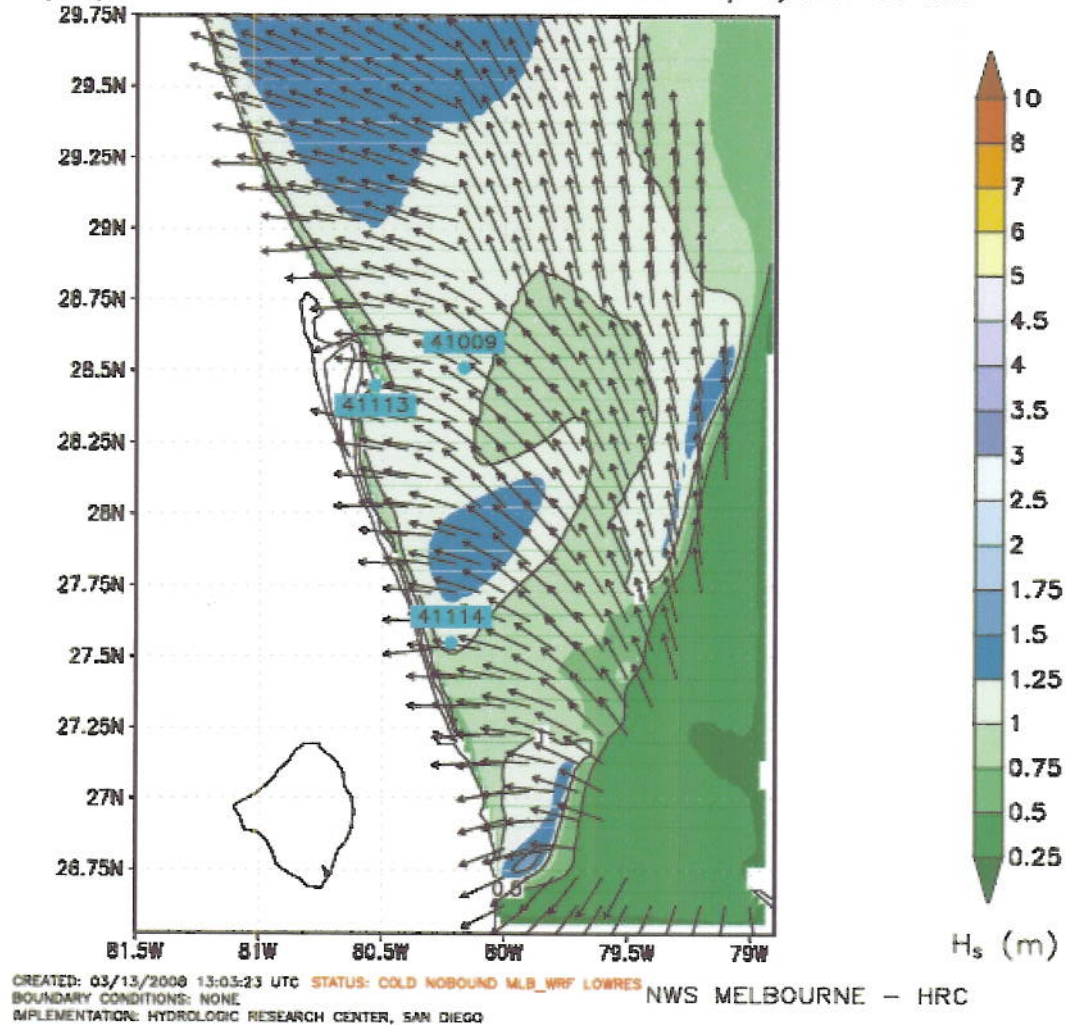 29.75N
29.5N
29.25N
29N
28.75N
28.5N
28.25N
28N
27.75N
27.5N
27.25N
27N
26.75N
41009
41113
41114
0.6
81.5W 81W 80.5W 80W 79.5W 79W
10
8
7
6
5
4.5
4
3.5
3
2.5
2
1.75
1.5
1.25
1
0.75
0.5
0.25
Hs (m)
CREATED: 03/13/2008 13:03:23 UTC STATUS: COLD NOBOUND MLB_WRF LOWRES
NWS MELBOURNE - HRC
BOUNDARY CONDITIONS: NONE
IMPLEMENTATION: HYDROLOGIC RESEARCH CENTER, SAN DIEGO